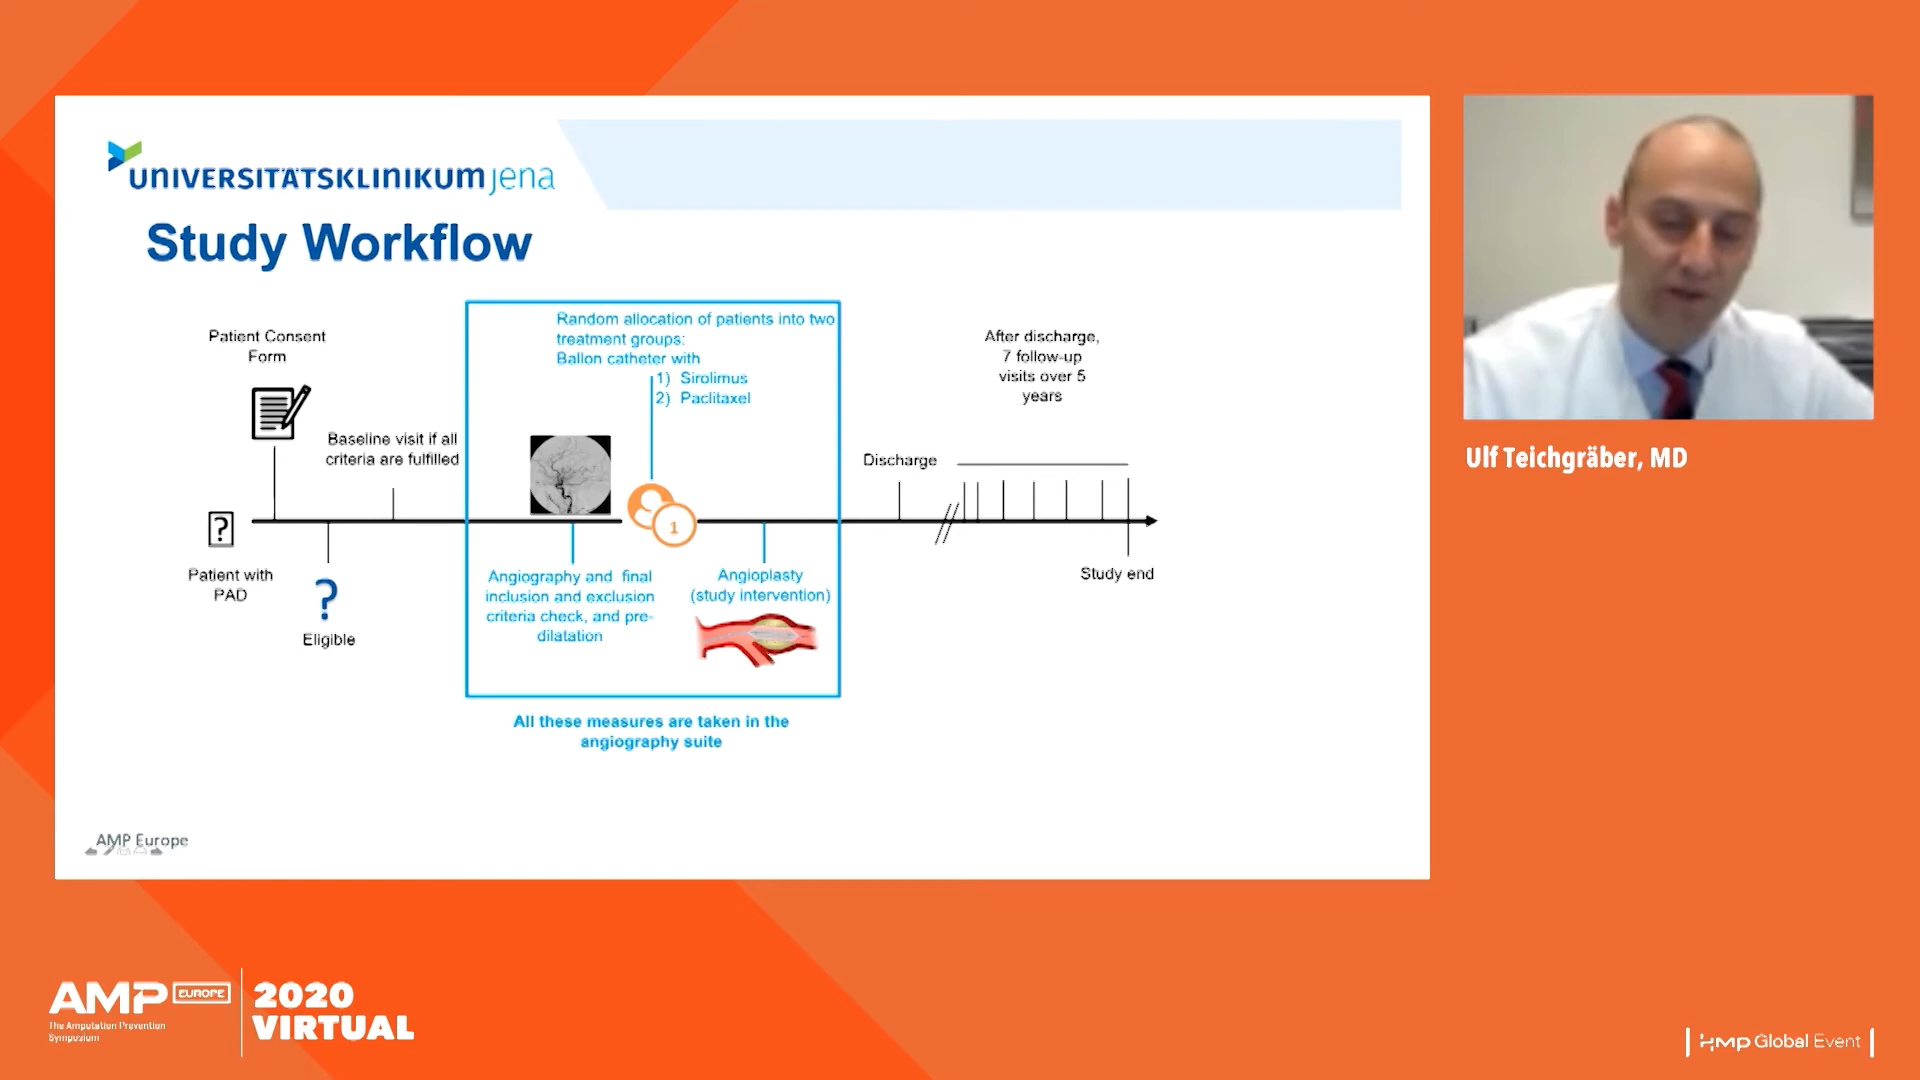 UNIVERSITÄTSKLINIKUM jena
Study Workflow
Patient Consent
Form
Baseline visit if all
criteria are fulfilled
?
Patient with
PAD
?
Eligible
Random allocation of patients into two
treatment groups:
Ballon catheter with
1) Sirolimus
2) Paclitaxel
1
Angiography and final
inclusion and exclusion
criteria check, and pre-
dilatation
Angioplasty
(study intervention)
All these measures are taken in the
angiography suite
Discharge
After discharge,
7 follow-up
visits over 5
years
Study end
AMP Europe
Ulf Teichgräber, MD
AMP EUROPE
The Amputation Prevention
Symposium
2020
VIRTUAL
HMP Global Event